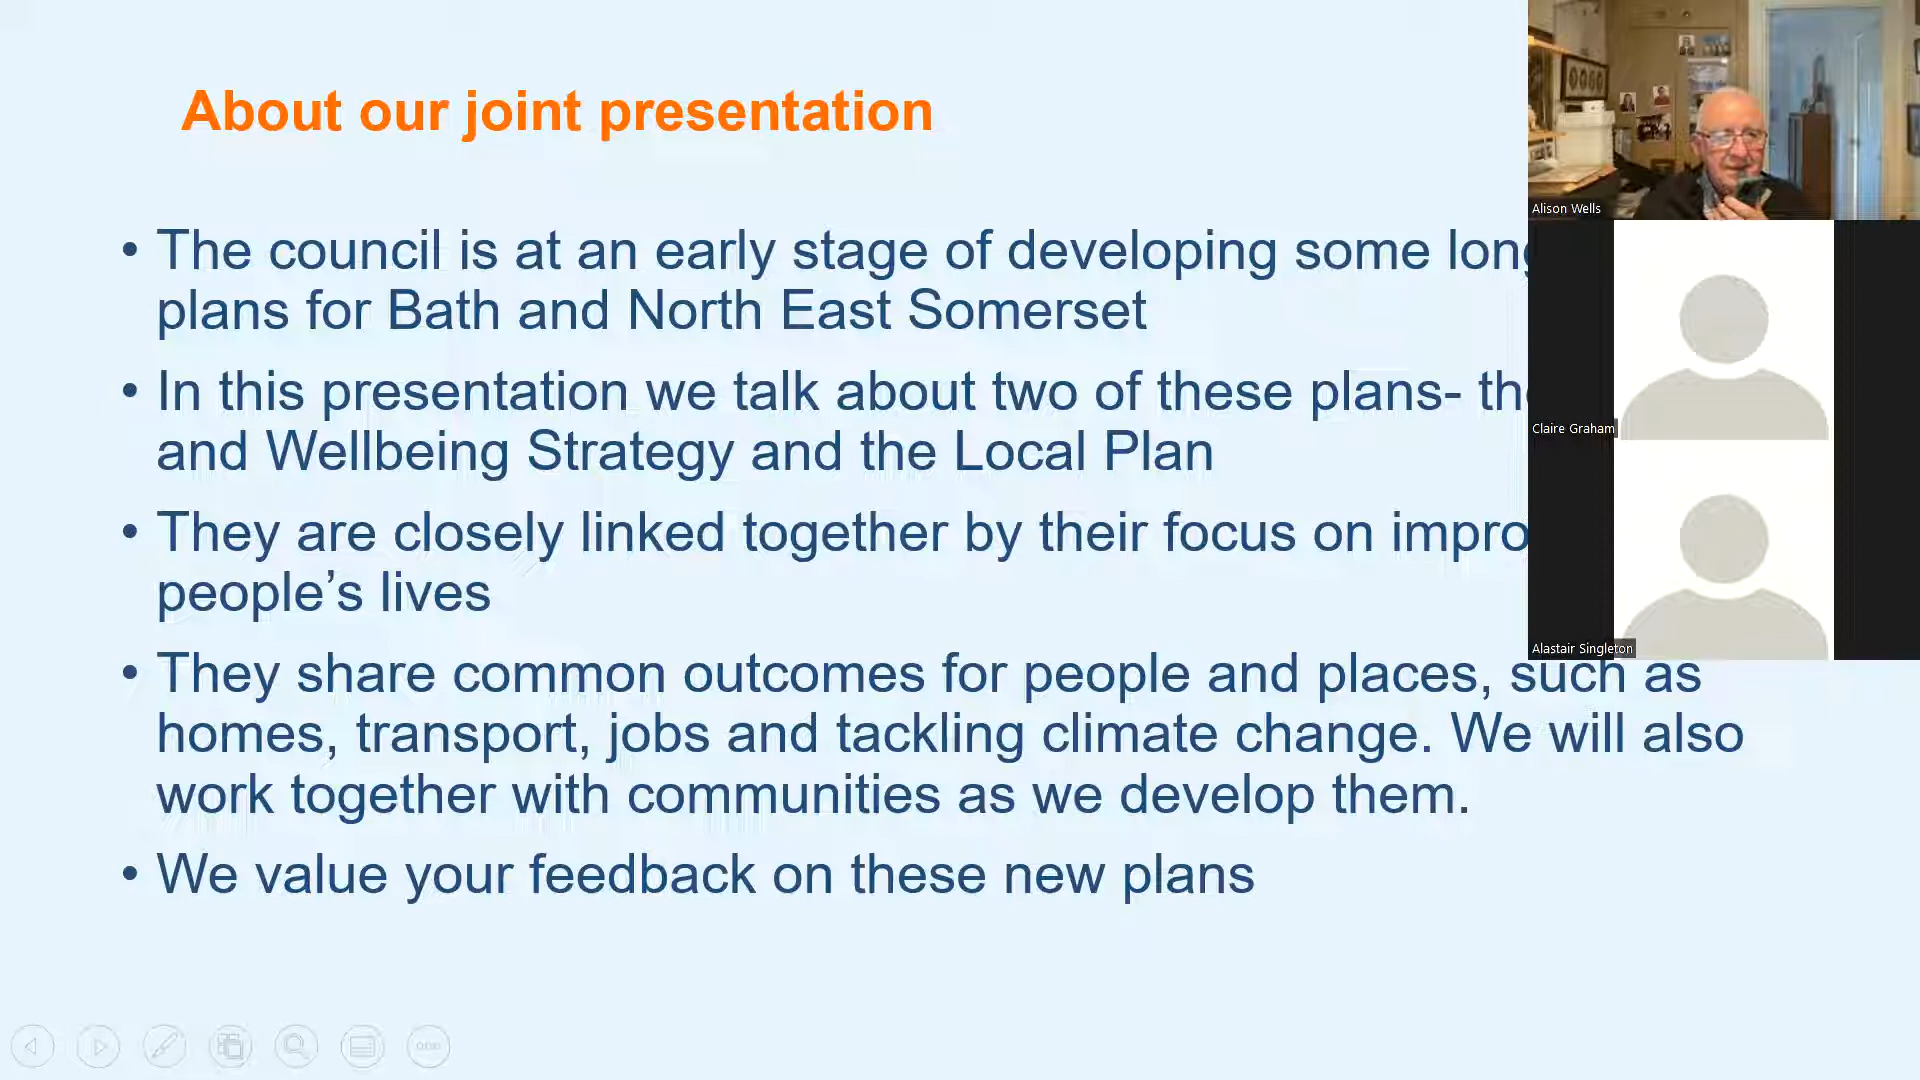 About our joint presentation
• The council is at an early stage of developing some
plans for Bath and North East Somerset
• In this presentation we talk about two of these plans-
and Wellbeing Strategy and the Local Plan
• They are closely linked together by their focus on
people’s lives
• They share common outcomes for people and places, such as
homes, transport, jobs and tackling climate change. We will also
work together with communities as we develop them.
• We value your feedback on these new plans
Alison Wells
Claire Graham
Alastair Singleton